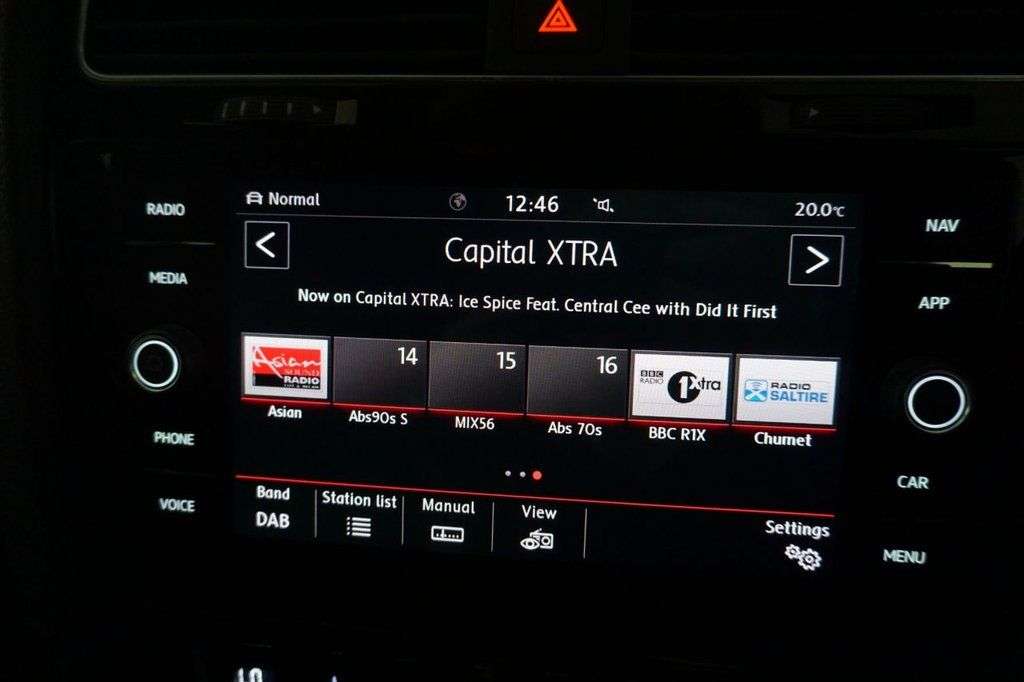 RADIO
MEDIA
PHONE
VOICE
Normal
12:46
20.0°C
Capital XTRA
Now on Capital XTRA: Ice Spice Feat. Central Cee with Did It First
Asian
SOUND
RADIO
14
15
16
BBC
RADIO
1Xtra
RADIO
SALTIRE
Asian
Abs90s S
MIX56
Abs 70s
BBC R1X
Chumet
Band
DAB
Station list
Manual
View
Settings
NAV
APP
CAR
MENU